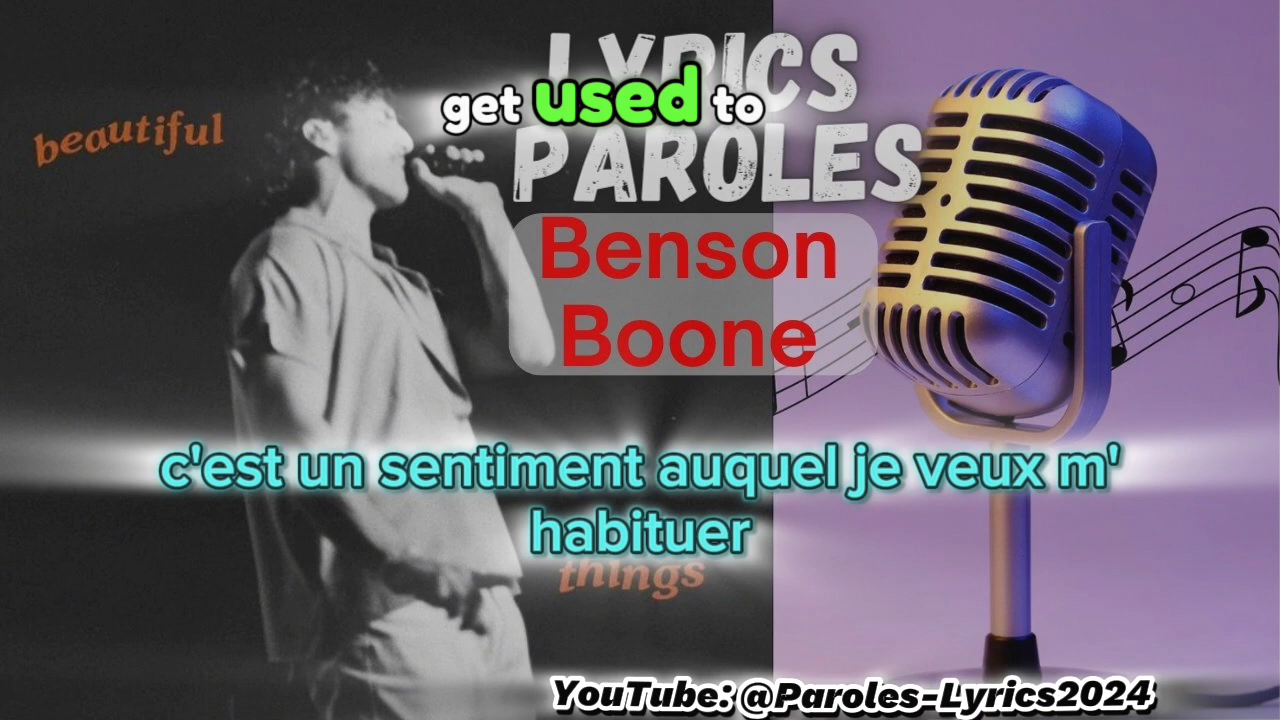 LYRICS
get used to
beautiful
PAROLES
Benson
Boone
c'est un sentiment auquel je veux m'
habituer
things
YouTube: @Paroles-Lyrics2024